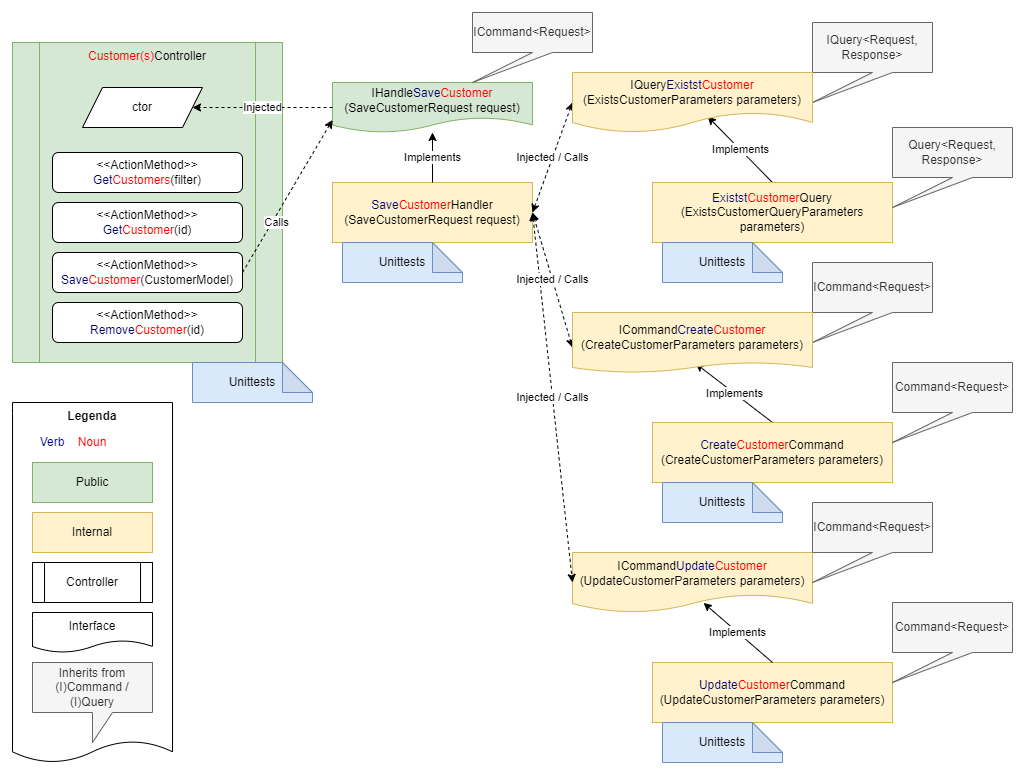 Customer(s)Controller
ctor
<<ActionMethod>>
GetCustomers(filter)
<<ActionMethod>>
GetCustomer(id)
<<ActionMethod>>
SaveCustomer(CustomerModel)
<<ActionMethod>>
RemoveCustomer(id)
Unittests
Injected
Calls
ICommand<Request>
IHandleSaveCustomer
(SaveCustomerRequest request)
Implements
SaveCustomerHandler
(SaveCustomerRequest request)
Unittests
Injected / Calls
Injected / Calls
Injected / Calls
IQuery<Request,
Response>
IQueryExiststCustomer
(ExistsCustomerParameters parameters)
Implements
Query<Request,
Response>
ExiststCustomerQuery
(ExistsCustomerQueryParameters
parameters)
Unittests
ICommand<Request>
ICommandCreateCustomer
(CreateCustomerParameters parameters)
Implements
Command<Request>
CreateCustomerCommand
(CreateCustomerParameters parameters)
Unittests
ICommand<Request>
ICommandUpdateCustomer
(UpdateCustomerParameters parameters)
Implements
Command<Request>
UpdateCustomerCommand
(UpdateCustomerParameters parameters)
Unittests
Legenda
Verb Noun
Public
Internal
Controller
Interface
Inherits from
(I)Command /
(I)Query